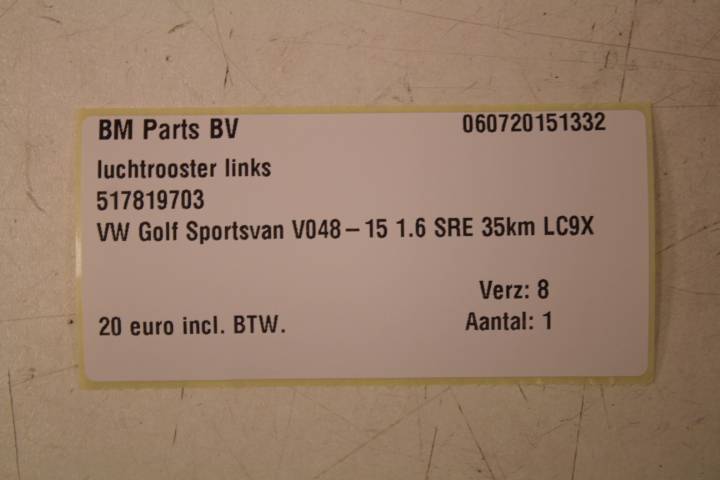 BM Parts BV 060720151332
luchtrooster links
517819703
VW Golf Sportsvan V048-15 1.6 SRE 35km LC9X
Verz: 8
20 euro incl. BTW. Aantal: 1